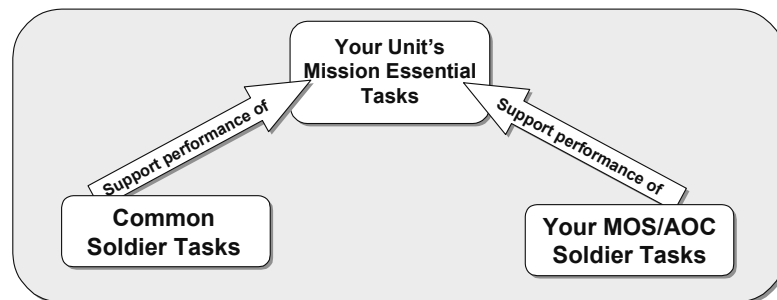 Your Unit's
Mission Essential
Tasks
Support performance of
Support performance of
Common
Soldier Tasks
Your MOS/AOC
Soldier Tasks